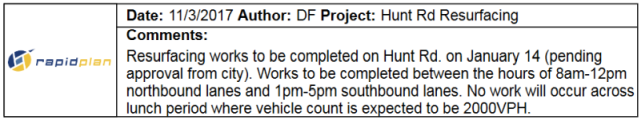 Date: 11/3/2017 Author: DF Project: Hunt Rd Resurfacing
Comments:
rapidplan
Resurfacing works to be completed on Hunt Rd. on January 14 (pending
approval from city). Works to be completed between the hours of 8am-12pm
northbound lanes and 1pm-5pm southbound lanes. No work will occur across
lunch period where vehicle count is expected to be 2000VPH.